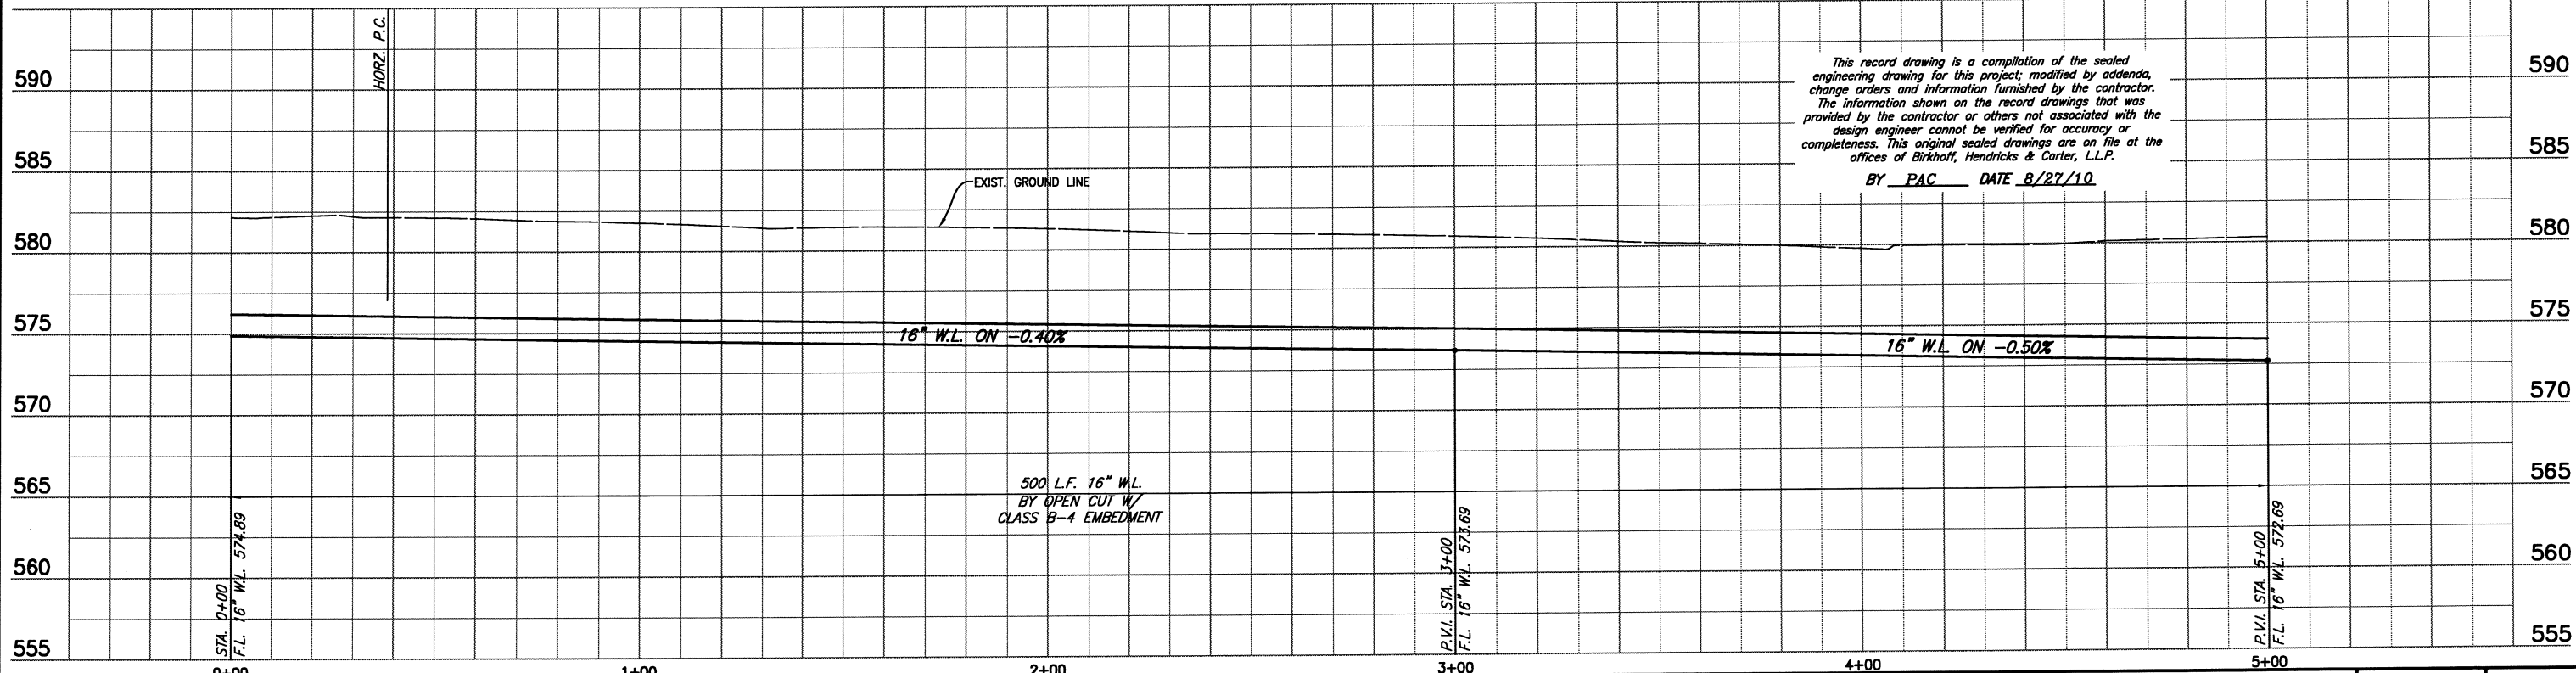 HORZ. P.C.
This record drawing is a compilation of the sealed
engineering drawing for this project; modified by addenda,
change orders and information furnished by the contractor.
The information shown on the record drawings that was
provided by the contractor or others not associated with the
design engineer cannot be verified for accuracy or
completeness. This original sealed drawings are on file at the
offices of Birkhoff, Hendricks & Carter, L.L.P.
BY PAC DATE 8/27/10
590 590
585 585
EXIST. GROUND LINE
580 580
575 575
16" W.L. ON -0.40%
16" W.L. ON -0.50%
570 570
565 565
500 L.F. 16" W.L.
BY OPEN CUT W/
CLASS B-4 EMBEDMENT
560 560
STA. 0+00
F.L. 16" W.L. 574.89
P.V.I. STA. 3+00
F.L. 16" W.L. 573.69
P.V.I. STA. 5+00
F.L. 16" W.L. 572.69
555 555
0+00 1+00 2+00 3+00 4+00 5+00